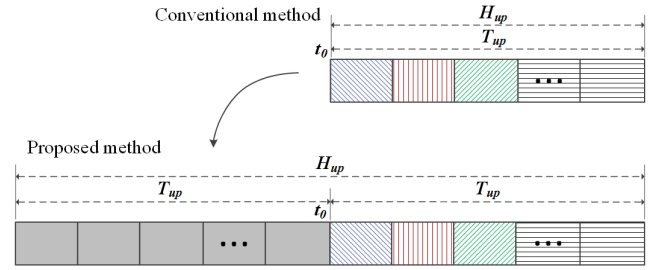 Conventional method
H_up
T_up
t_0
...
Proposed method
H_up
T_up T_up
t_0
... ...